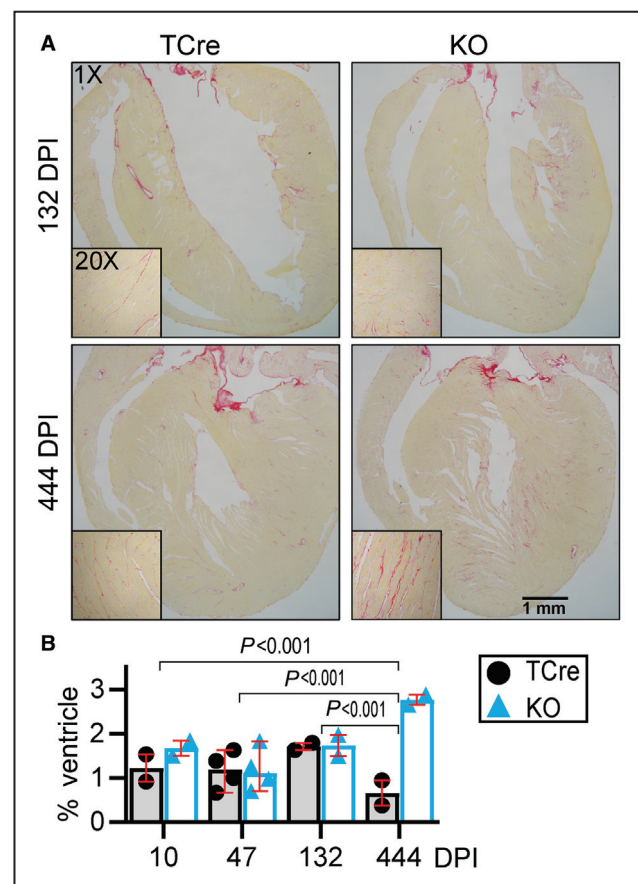 A
TCre
KO
1X
132 DPI
20X
444 DPI
1 mm
B
P<0.001
P<0.001
P<0.001
% ventricle
3
2
1
0
10 47 132 444 DPI
TCre
KO